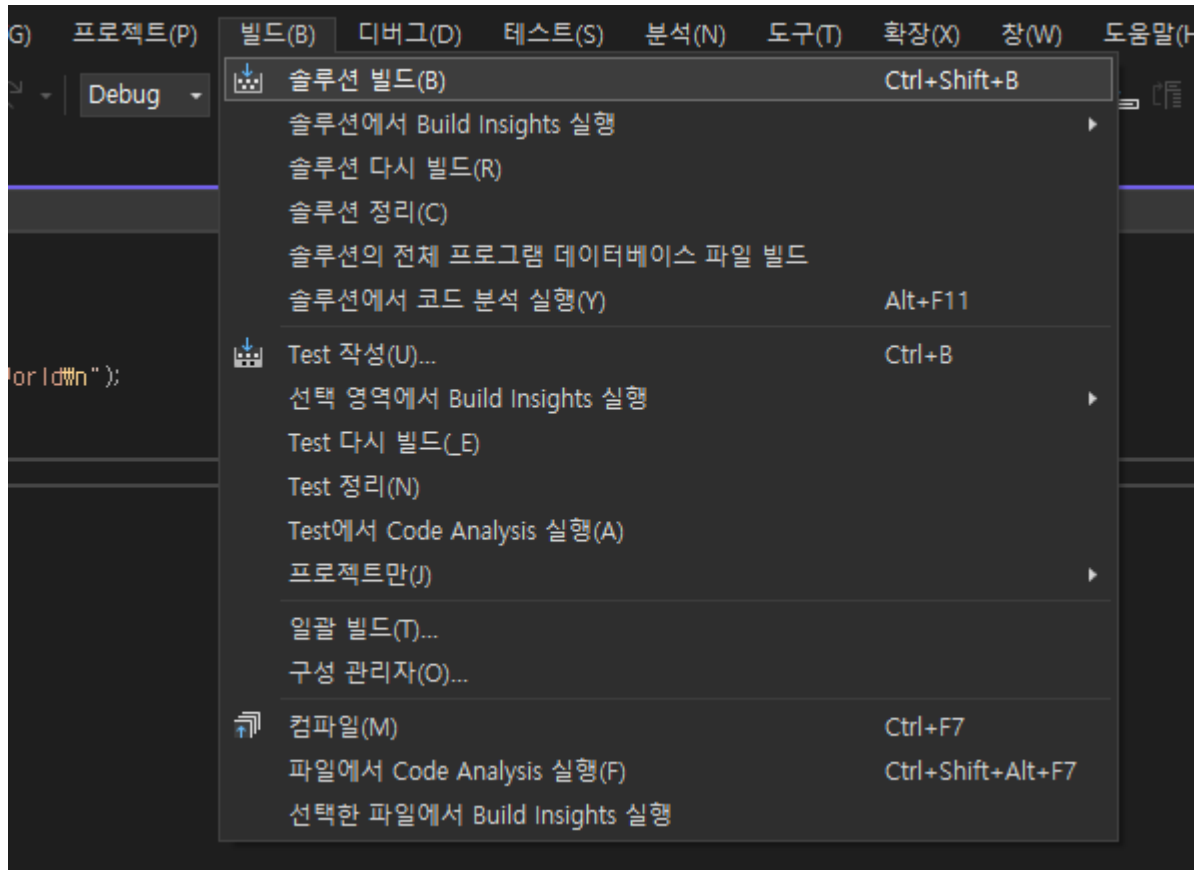 G) 프로젝트(P) 빌드(B) 디버그(D) 테스트(S) 분석(N) 도구(T) 확장(X) 창(W) 도움말(H
Debug
솔루션 빌드(B) Ctrl+Shift+B
솔루션에서 Build Insights 실행
솔루션 다시 빌드(R)
솔루션 정리(C)
솔루션의 전체 프로그램 데이터베이스 파일 빌드
솔루션에서 코드 분석 실행(Y) Alt+F11
Test 작성(U)... Ctrl+B
orld₩n");
선택 영역에서 Build Insights 실행
Test 다시 빌드(_E)
Test 정리(N)
Test에서 Code Analysis 실행(A)
프로젝트만(J)
일괄 빌드(T)...
구성 관리자(O)...
컴파일(M) Ctrl+F7
파일에서 Code Analysis 실행(F) Ctrl+Shift+Alt+F7
선택한 파일에서 Build Insights 실행